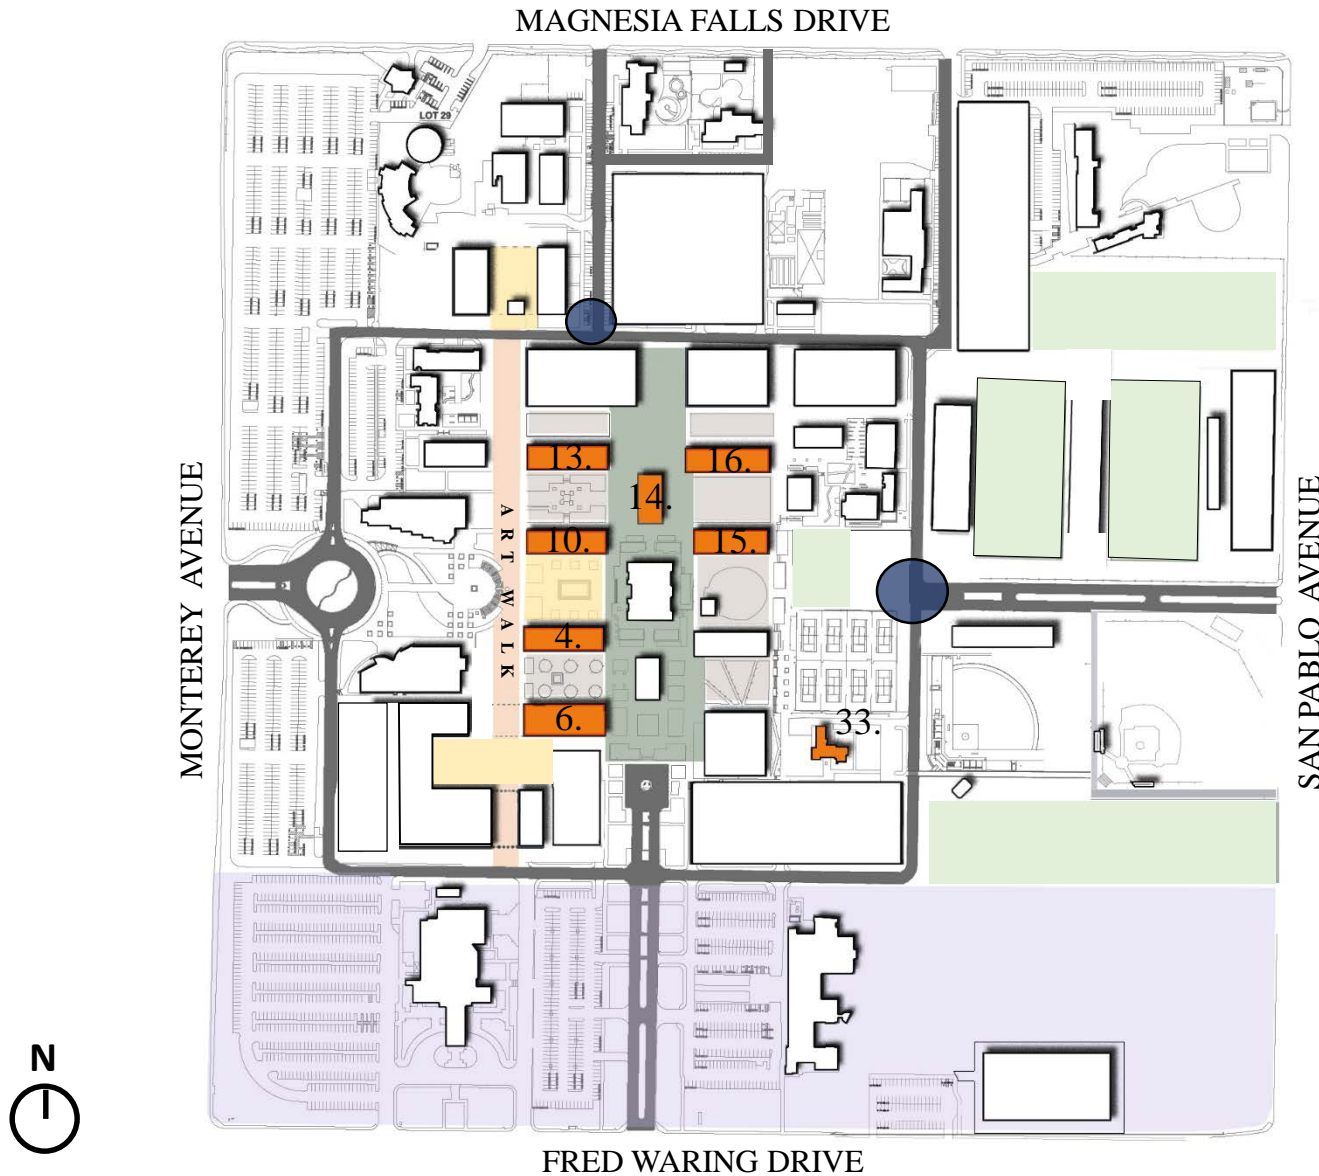 MAGNESIA FALLS DRIVE
LOT 29
13.
16.
14.
10.
15.
ART WALK
4.
6.
33.
MONTEREY AVENUE
SAN PABLO AVENUE
N
FRED WARING DRIVE